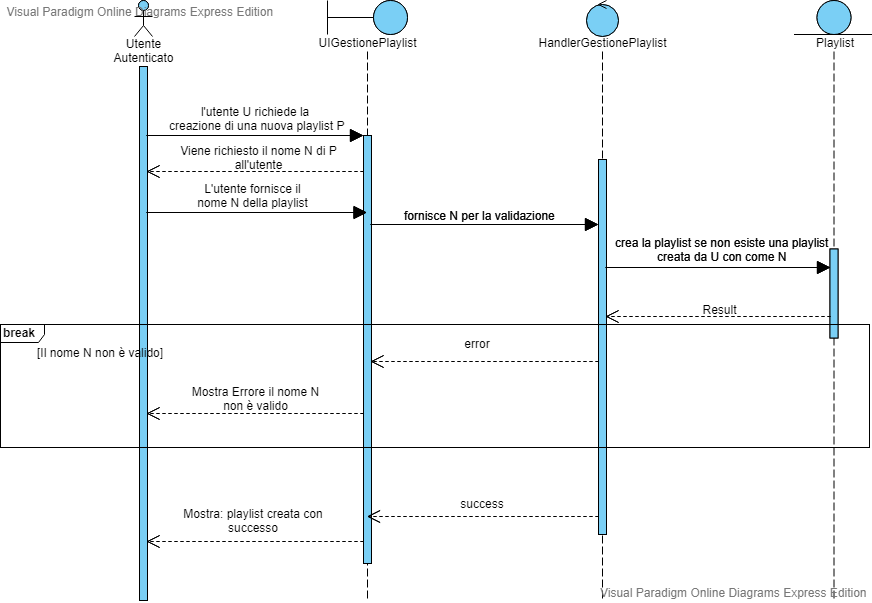 Visual Paradigm Online Diagrams Express Edition
Utente
Autenticato
UIGestionePlaylist
HandlerGestionePlaylist
Playlist
l'utente U richiede la
creazione di una nuova playlist P
Viene richiesto il nome N di P
all'utente
L'utente fornisce il
nome N della playlist
fornisce N per la validazione
crea la playlist se non esiste una playlist
creata da U con come N
Result
break
[Il nome N non è valido]
error
Mostra Errore il nome N
non è valido
success
Mostra: playlist creata con
successo
Visual Paradigm Online Diagrams Express Edition